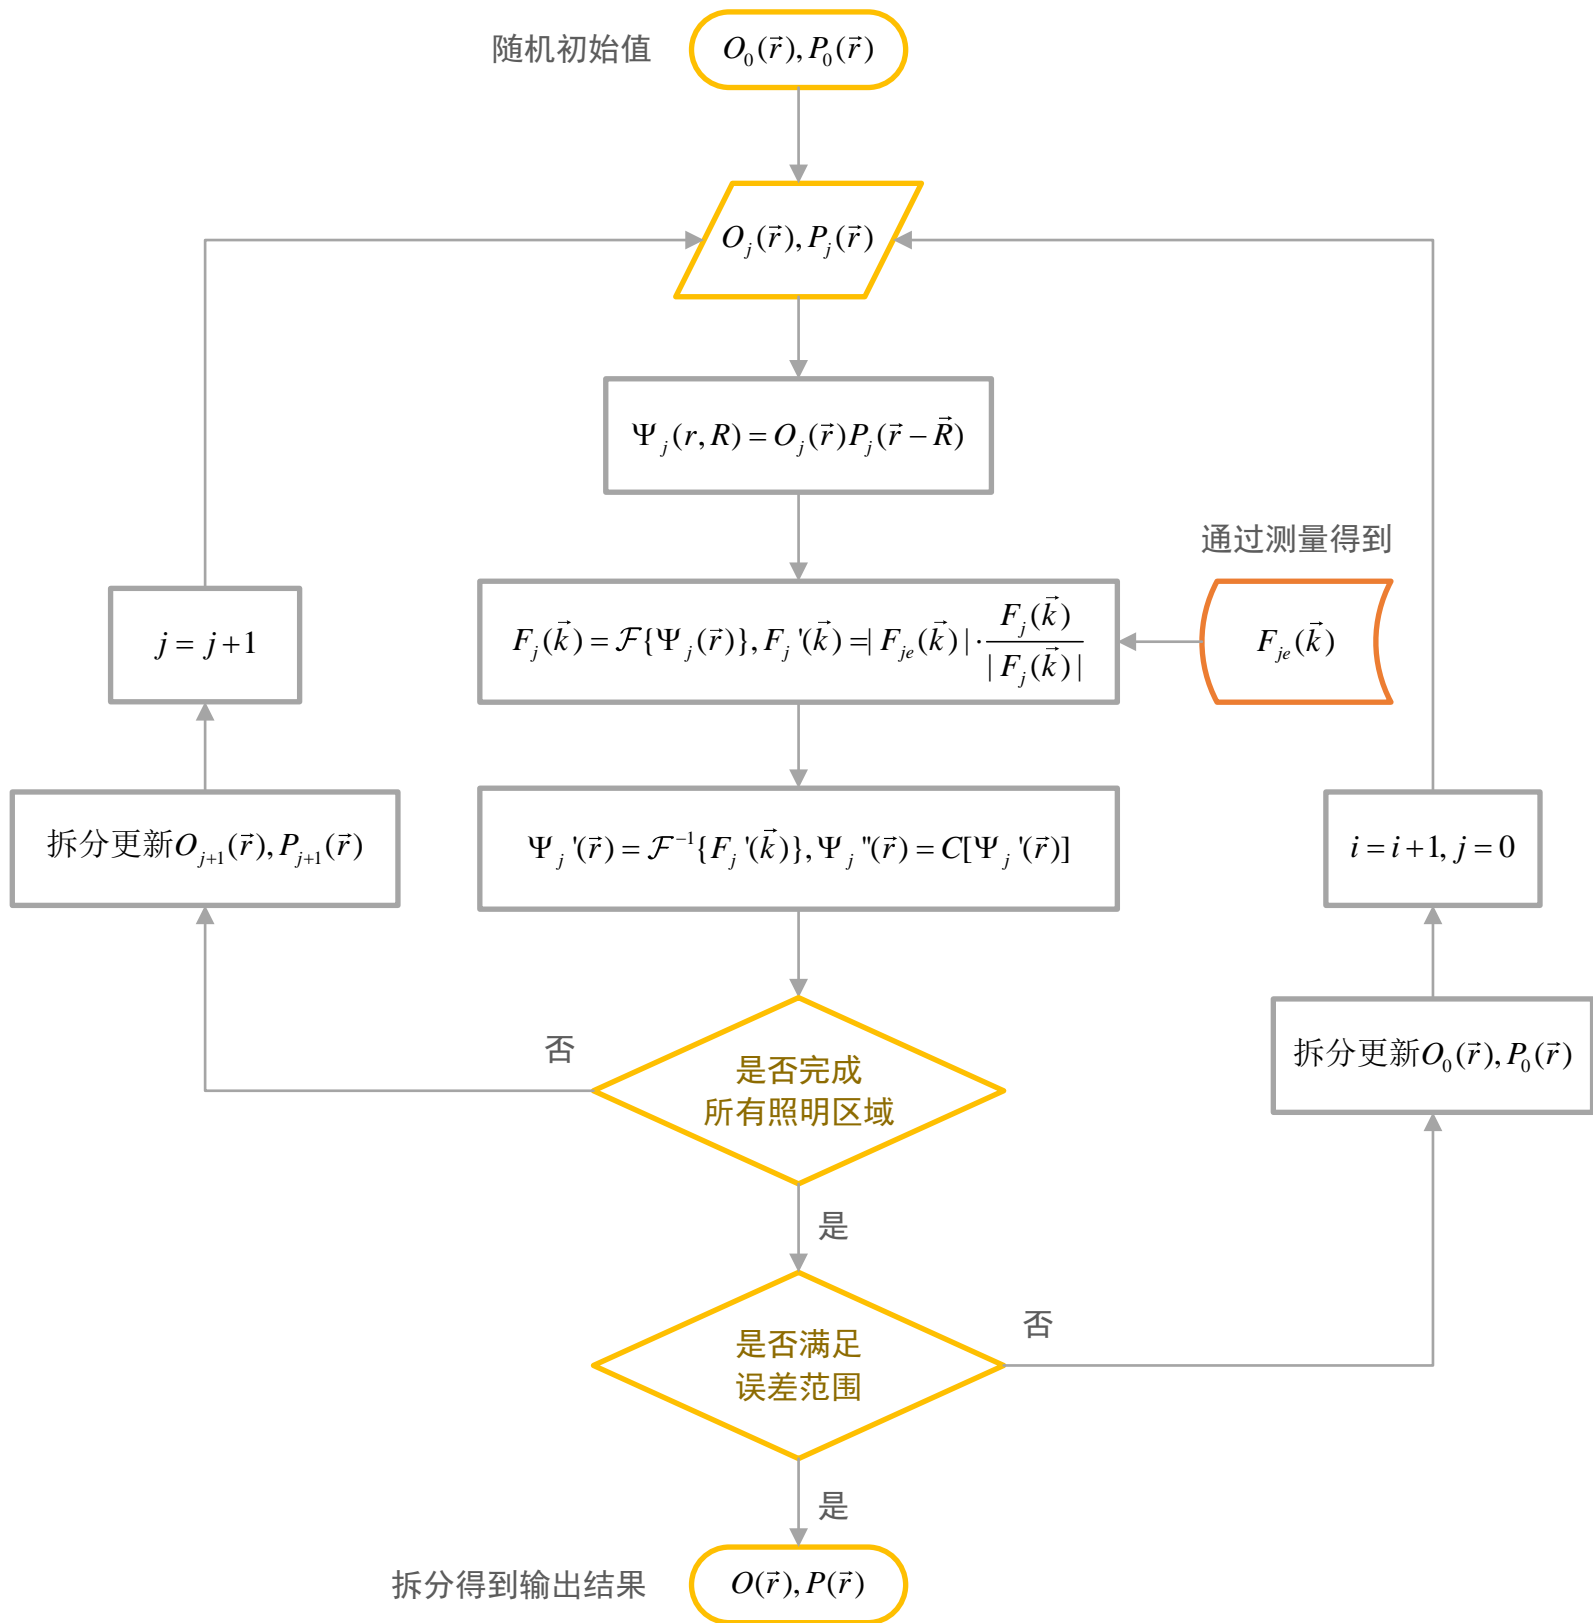 随机初始值
O₀(r⃗), P₀(r⃗)
Oⱼ(r⃗), Pⱼ(r⃗)
Ψⱼ(r, R) = Oⱼ(r⃗)Pⱼ(r⃗ − R⃗)
通过测量得到
j = j+1
Fⱼ(k⃗) = ℱ{Ψⱼ(r⃗)}, Fⱼ'(k⃗) = | Fⱼₑ(k⃗) | · Fⱼ(k⃗) / | Fⱼ(k⃗) |
Fⱼₑ(k⃗)
拆分更新Oⱼ₊₁(r⃗), Pⱼ₊₁(r⃗)
Ψⱼ'(r⃗) = ℱ⁻¹{Fⱼ'(k⃗)}, Ψⱼ''(r⃗) = C[Ψⱼ'(r⃗)]
i = i+1, j = 0
否
是否完成
所有照明区域
拆分更新O₀(r⃗), P₀(r⃗)
是
是否满足
误差范围
否
是
拆分得到输出结果
O(r⃗), P(r⃗)